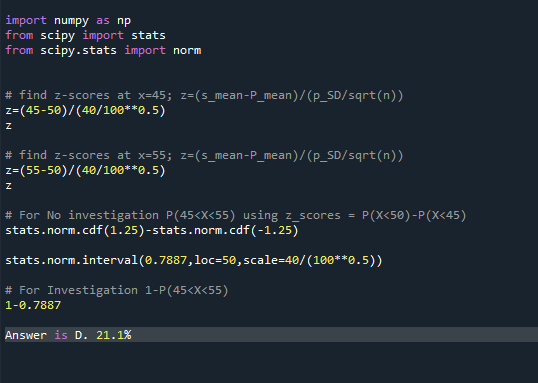 import numpy as np
from scipy import stats
from scipy.stats import norm
# find z-scores at x=45; z=(s_mean-P_mean)/(p_SD/sqrt(n))
z=(45-50)/(40/100**0.5)
z
# find z-scores at x=55; z=(s_mean-P_mean)/(p_SD/sqrt(n))
z=(55-50)/(40/100**0.5)
z
# For No investigation P(45<X<55) using z_scores = P(X<50)-P(X<45)
stats.norm.cdf(1.25)-stats.norm.cdf(-1.25)
stats.norm.interval(0.7887,loc=50,scale=40/(100**0.5))
# For Investigation 1-P(45<X<55)
1-0.7887
Answer is D. 21.1%